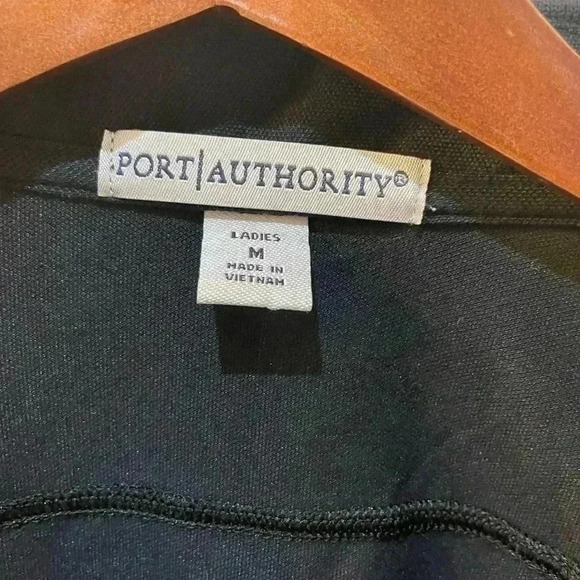 PORT|AUTHORITY®
LADIES
M
MADE IN
VIETNAM